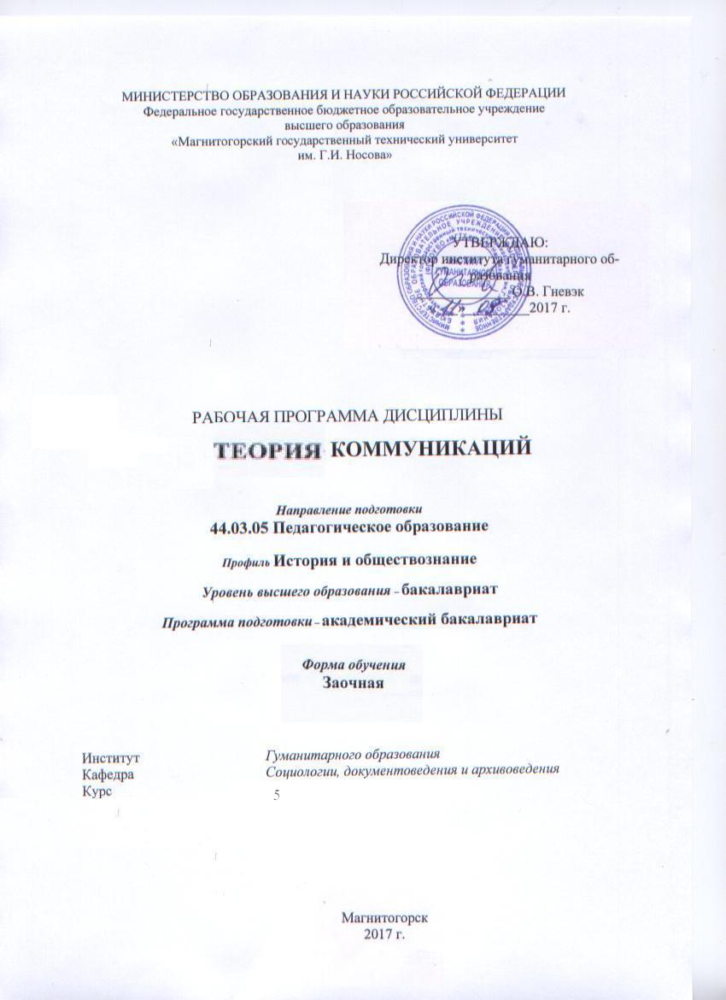 МИНИСТЕРСТВО ОБРАЗОВАНИЯ И НАУКИ РОССИЙСКОЙ ФЕДЕРАЦИИ
Федеральное государственное бюджетное образовательное учреждение
высшего образования
«Магнитогорский государственный технический университет
им. Г.И. Носова»
УТВЕРЖДАЮ:
Директор института гуманитарного об-
разования
О.В. Гневэк
2017 г.
РАБОЧАЯ ПРОГРАММА ДИСЦИПЛИНЫ
ТЕОРИЯ КОММУНИКАЦИЙ
Направление подготовки
44.03.05 Педагогическое образование
Профиль История и обществознание
Уровень высшего образования – бакалавриат
Программа подготовки – академический бакалавриат
Форма обучения
Заочная
Институт Гуманитарного образования
Кафедра Социологии, документоведения и архивоведения
Курс 5
Магнитогорск
2017 г.